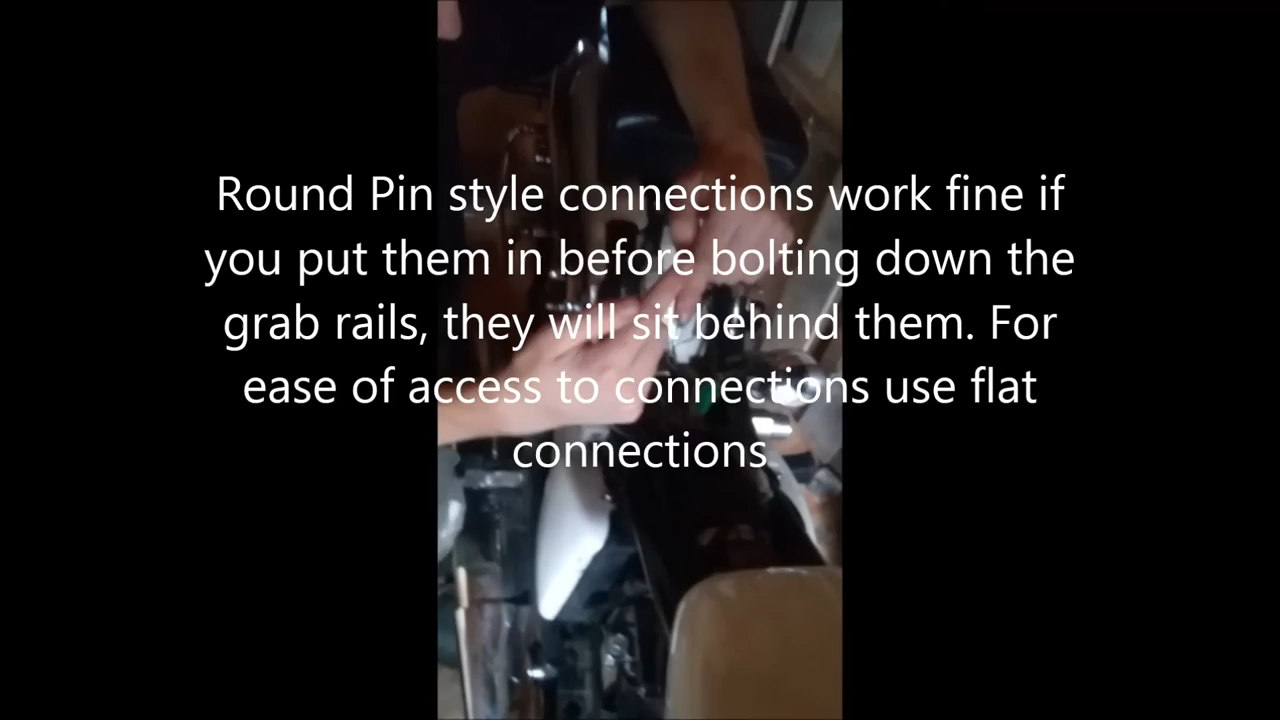 Round Pin style connections work fine if
you put them in before bolting down the
grab rails, they will sit behind them. For
ease of access to connections use flat
connections